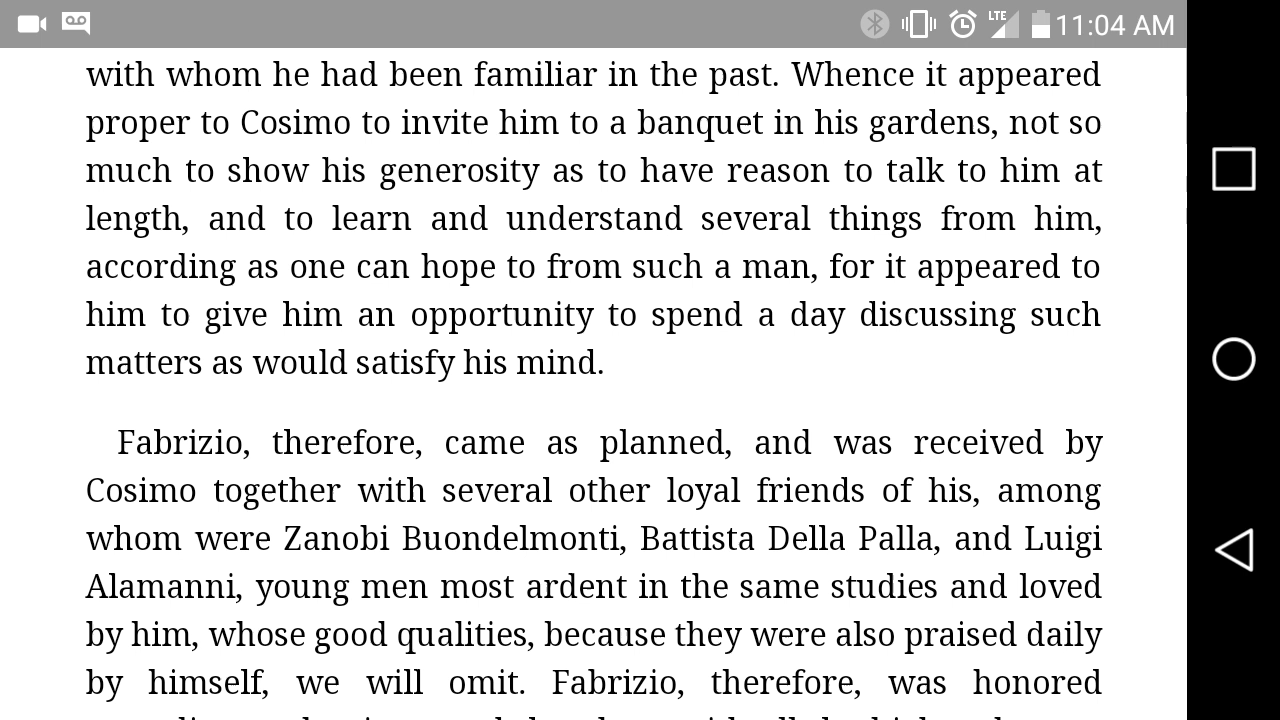 LTE 11:04 AM
with whom he had been familiar in the past. Whence it appeared
proper to Cosimo to invite him to a banquet in his gardens, not so
much to show his generosity as to have reason to talk to him at
length, and to learn and understand several things from him,
according as one can hope to from such a man, for it appeared to
him to give him an opportunity to spend a day discussing such
matters as would satisfy his mind.
Fabrizio, therefore, came as planned, and was received by
Cosimo together with several other loyal friends of his, among
whom were Zanobi Buondelmonti, Battista Della Palla, and Luigi
Alamanni, young men most ardent in the same studies and loved
by him, whose good qualities, because they were also praised daily
by himself, we will omit. Fabrizio, therefore, was honored